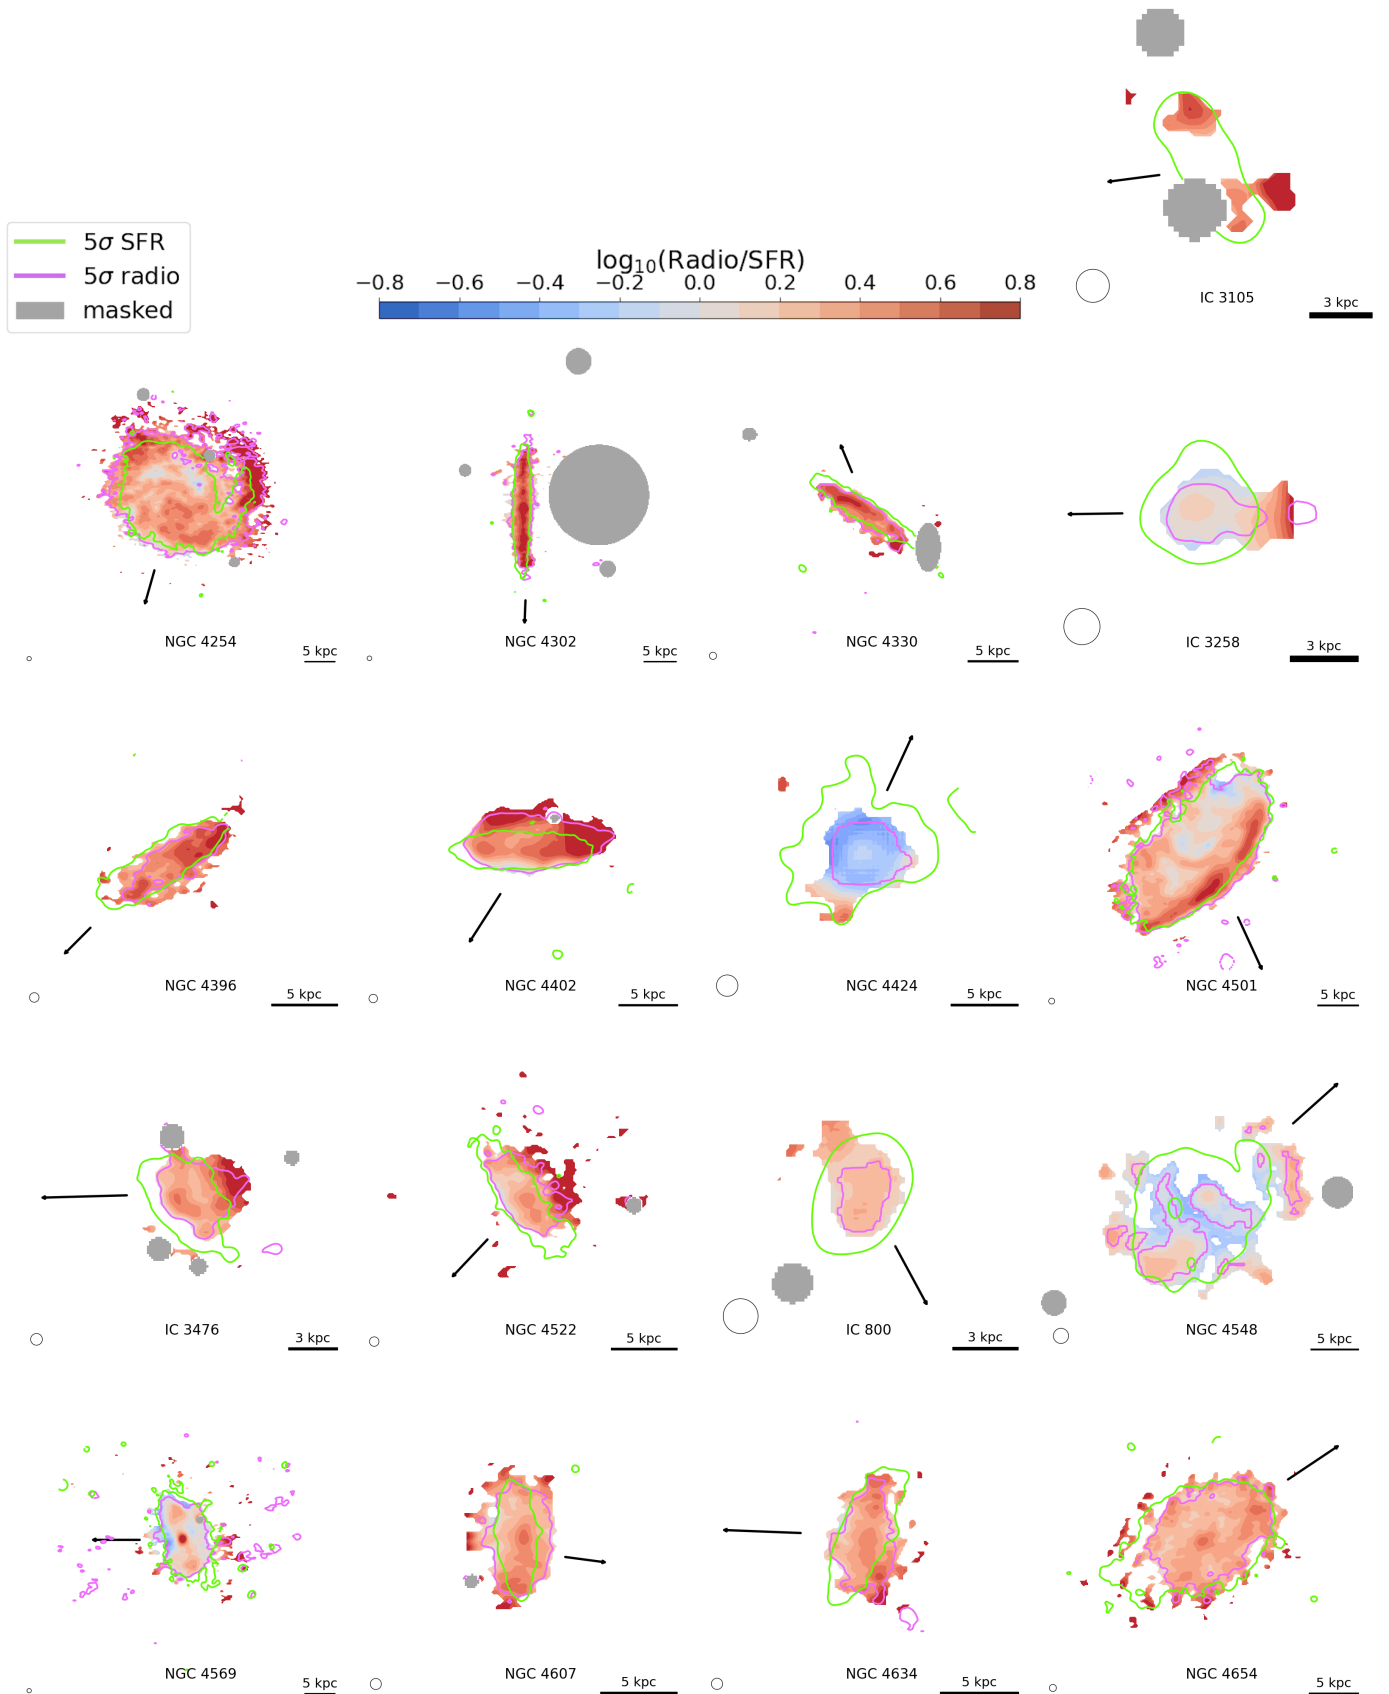 3 kpc
IC 3105
5σ SFR
5σ radio
masked
log₁₀(Radio/SFR)
−0.8 −0.6 −0.4 −0.2 0.0 0.2 0.4 0.6 0.8
NGC 4254
5 kpc
NGC 4302
5 kpc
NGC 4330
5 kpc
IC 3258
3 kpc
NGC 4396
5 kpc
NGC 4402
5 kpc
NGC 4424
5 kpc
NGC 4501
5 kpc
IC 3476
3 kpc
NGC 4522
5 kpc
IC 800
3 kpc
NGC 4548
5 kpc
NGC 4569
5 kpc
NGC 4607
5 kpc
NGC 4634
5 kpc
NGC 4654
5 kpc